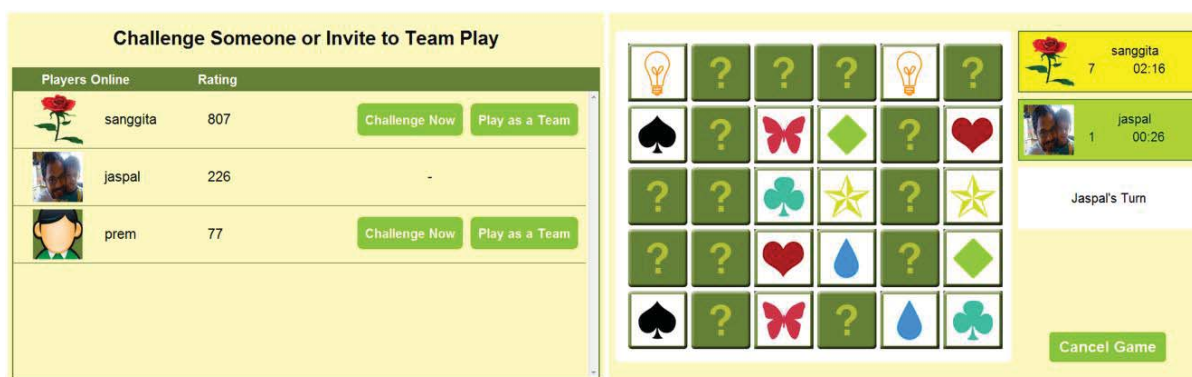 Challenge Someone or Invite to Team Play
Players Online Rating
sanggita 807 Challenge Now Play as a Team
jaspal 226 -
prem 77 Challenge Now Play as a Team
? ? ? ?
? ?
? ? ?
? ? ?
? ?
sanggita
7 02:16
jaspal
1 00:26
Jaspal's Turn
Cancel Game